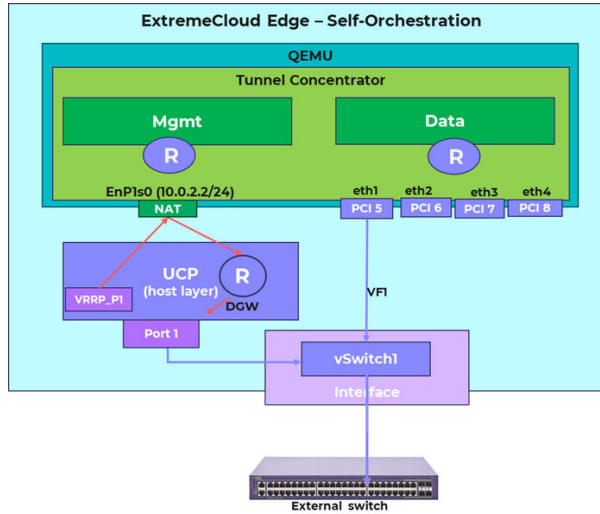 ExtremeCloud Edge – Self-Orchestration
QEMU
Tunnel Concentrator
Mgmt
Data
R
R
EnP1s0 (10.0.2.2/24)
eth1
eth2
eth3
eth4
NAT
PCI 5
PCI 6
PCI 7
PCI 8
UCP
(host layer)
R
VRRP_P1
DGW
VF1
Port 1
vSwitch1
Interface
External switch